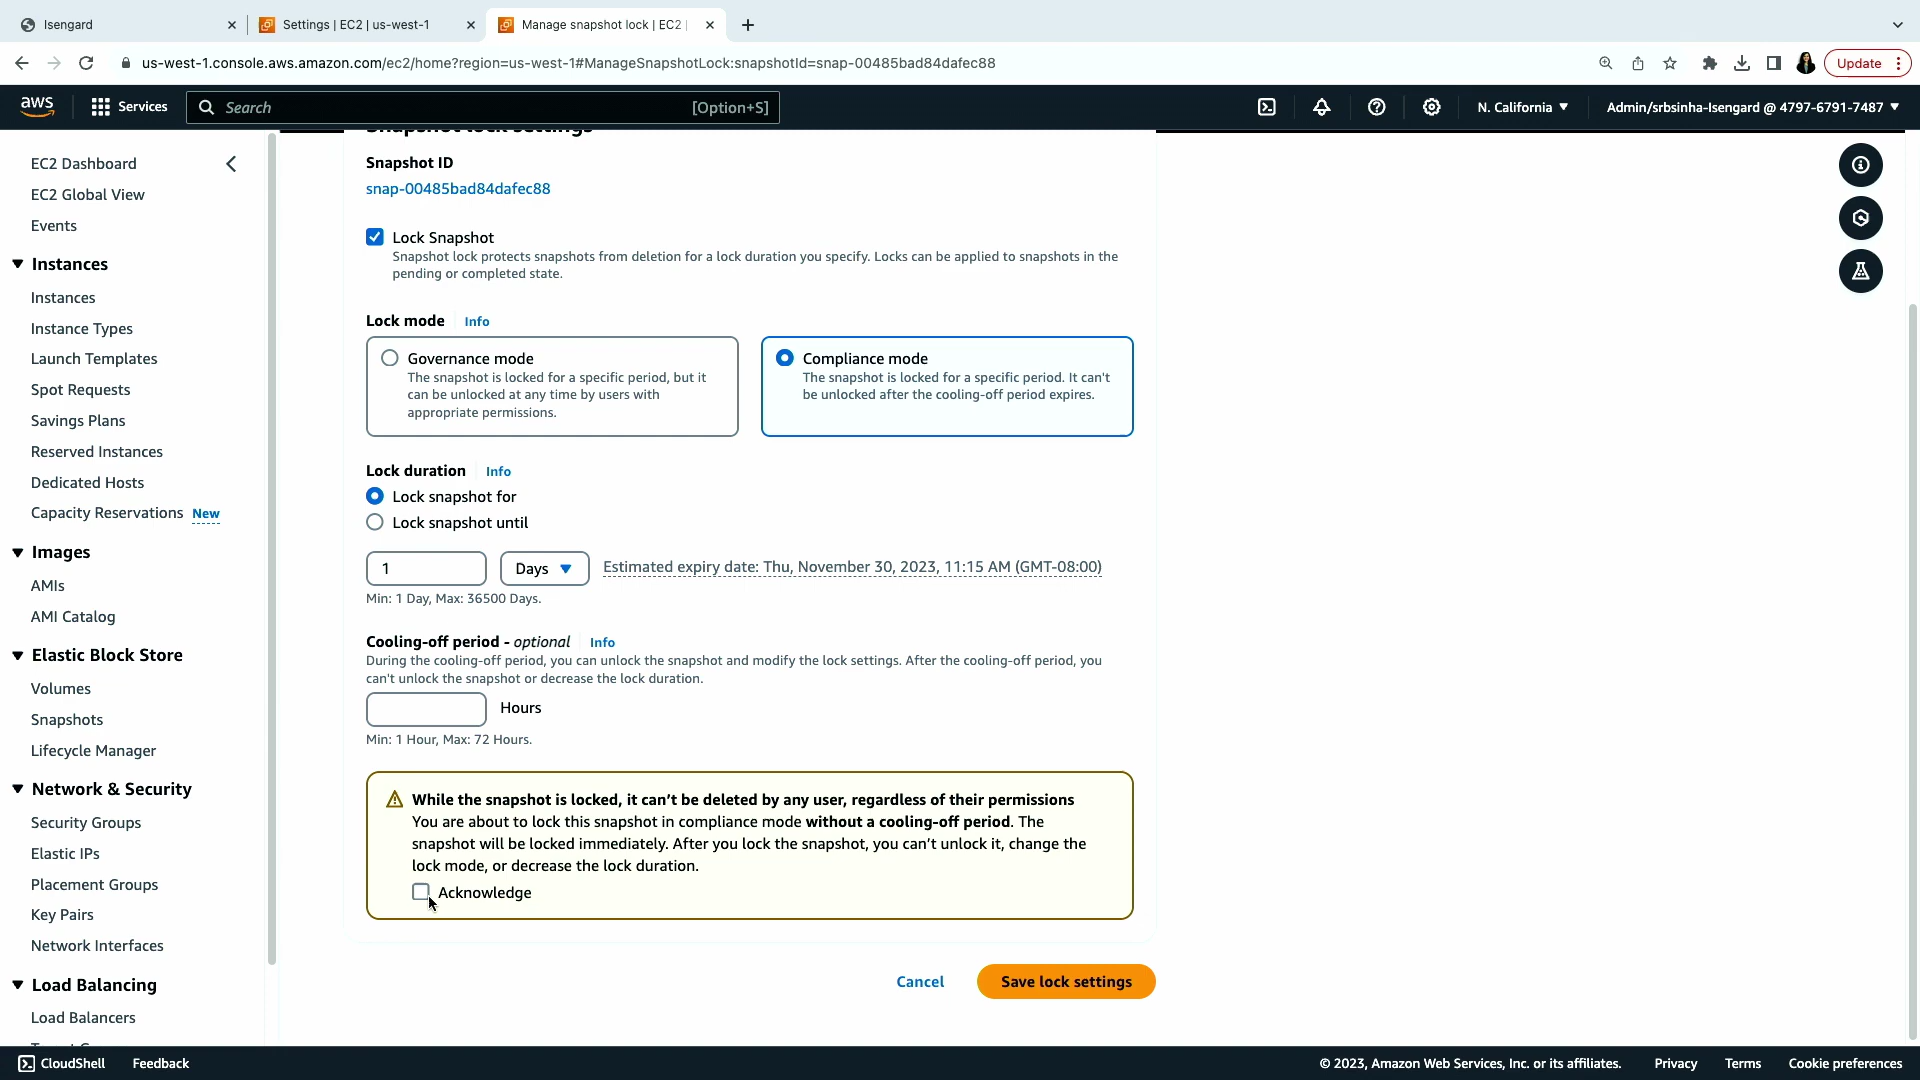 Isengard
Settings | EC2 | us-west-1
Manage snapshot lock | EC2 |
us-west-1.console.aws.amazon.com/ec2/home?region=us-west-1#ManageSnapshotLock:snapshotId=snap-00485bad84dafec88
Update
aws
Services
Search
[Option+S]
N. California
Admin/srbsinha-Isengard @ 4797-6791-7487
EC2 Dashboard
EC2 Global View
Events
Instances
Instances
Instance Types
Launch Templates
Spot Requests
Savings Plans
Reserved Instances
Dedicated Hosts
Capacity Reservations New
Images
AMIs
AMI Catalog
Elastic Block Store
Volumes
Snapshots
Lifecycle Manager
Network & Security
Security Groups
Elastic IPs
Placement Groups
Key Pairs
Network Interfaces
Load Balancing
Load Balancers
Snapshot lock settings
Snapshot ID
snap-00485bad84dafec88
Lock Snapshot
Snapshot lock protects snapshots from deletion for a lock duration you specify. Locks can be applied to snapshots in the
pending or completed state.
Lock mode Info
Governance mode
The snapshot is locked for a specific period, but it
can be unlocked at any time by users with
appropriate permissions.
Compliance mode
The snapshot is locked for a specific period. It can't
be unlocked after the cooling-off period expires.
Lock duration Info
Lock snapshot for
Lock snapshot until
1
Days
Estimated expiry date: Thu, November 30, 2023, 11:15 AM (GMT-08:00)
Min: 1 Day, Max: 36500 Days.
Cooling-off period - optional Info
During the cooling-off period, you can unlock the snapshot and modify the lock settings. After the cooling-off period, you
can't unlock the snapshot or decrease the lock duration.
Hours
Min: 1 Hour, Max: 72 Hours.
While the snapshot is locked, it can't be deleted by any user, regardless of their permissions
You are about to lock this snapshot in compliance mode without a cooling-off period. The
snapshot will be locked immediately. After you lock the snapshot, you can't unlock it, change the
lock mode, or decrease the lock duration.
Acknowledge
Cancel
Save lock settings
CloudShell
Feedback
© 2023, Amazon Web Services, Inc. or its affiliates.
Privacy
Terms
Cookie preferences